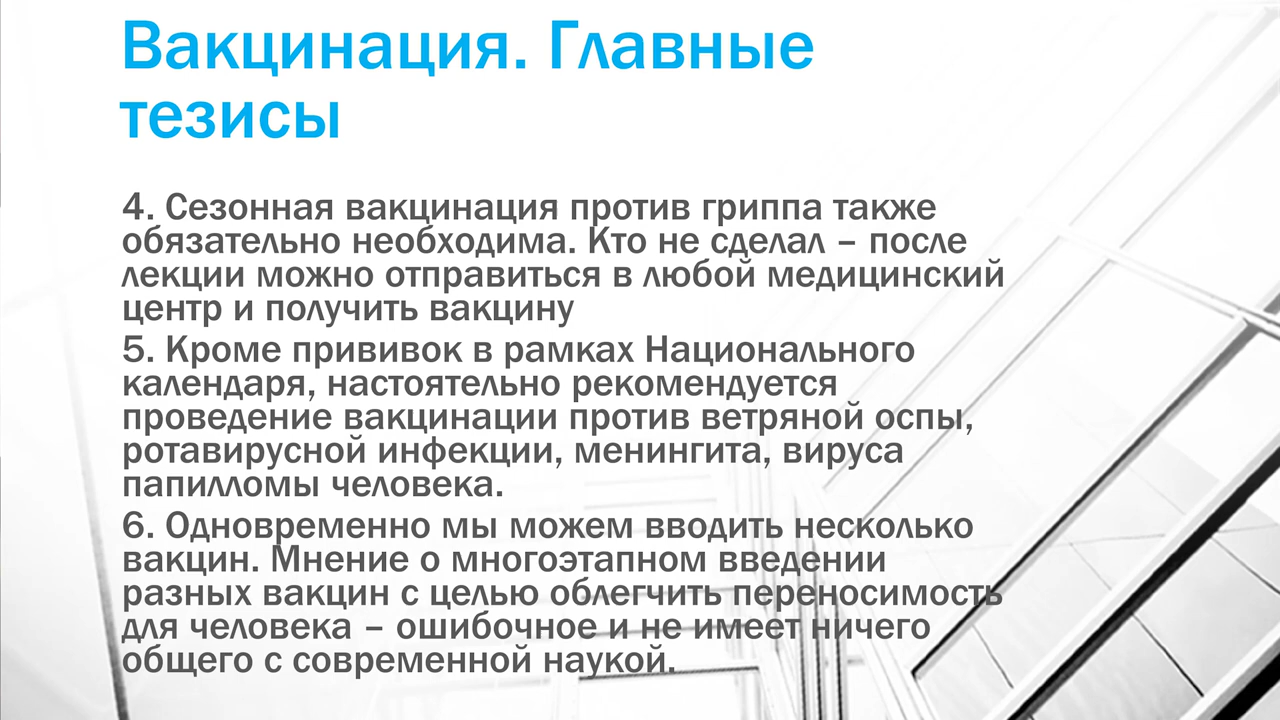 Вакцинация. Главные
тезисы
4. Сезонная вакцинация против гриппа также
обязательно необходима. Кто не сделал – после
лекции можно отправиться в любой медицинский
центр и получить вакцину
5. Кроме прививок в рамках Национального
календаря, настоятельно рекомендуется
проведение вакцинации против ветряной оспы,
ротавирусной инфекции, менингита, вируса
папилломы человека.
6. Одновременно мы можем вводить несколько
вакцин. Мнение о многоэтапном введении
разных вакцин с целью облегчить переносимость
для человека – ошибочное и не имеет ничего
общего с современной наукой.